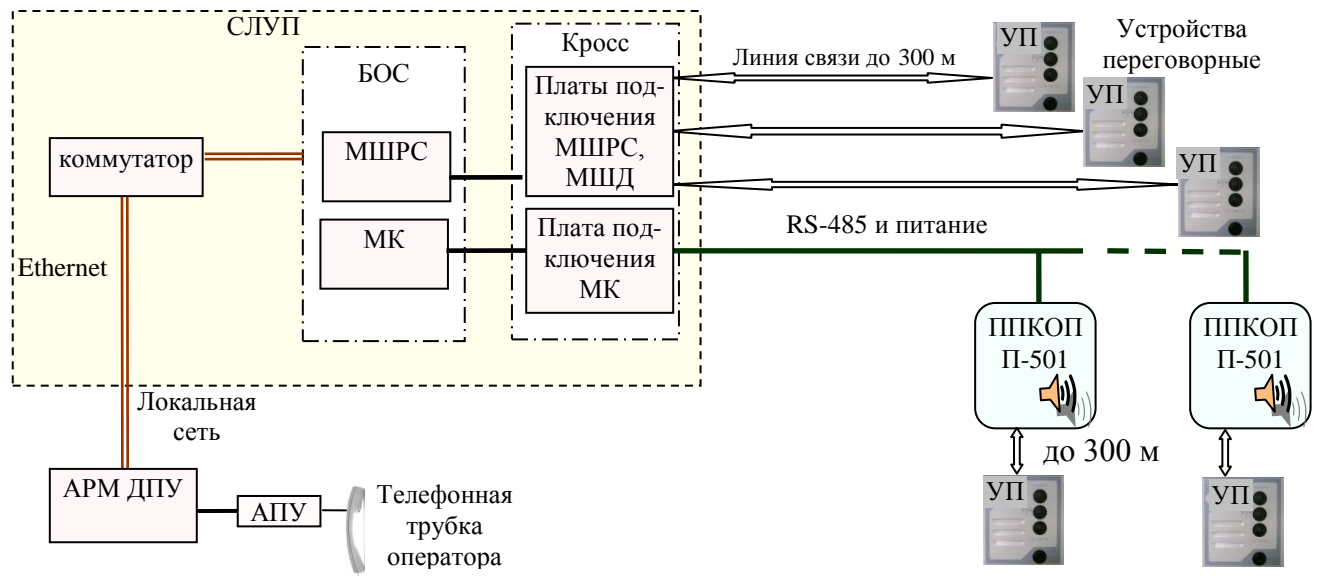 СЛУП
БОС
Кросс
коммутатор
МШРС
МК
Платы под-
ключения
МШРС,
МШД
Плата под-
ключения
МК
Линия связи до 300 м
УП
УП
УП
Устройства
переговорные
RS-485 и питание
Ethernet
Локальная
сеть
ППКОП
П-501
ППКОП
П-501
до 300 м
УП
УП
АРМ ДПУ
АПУ
Телефонная
трубка
оператора